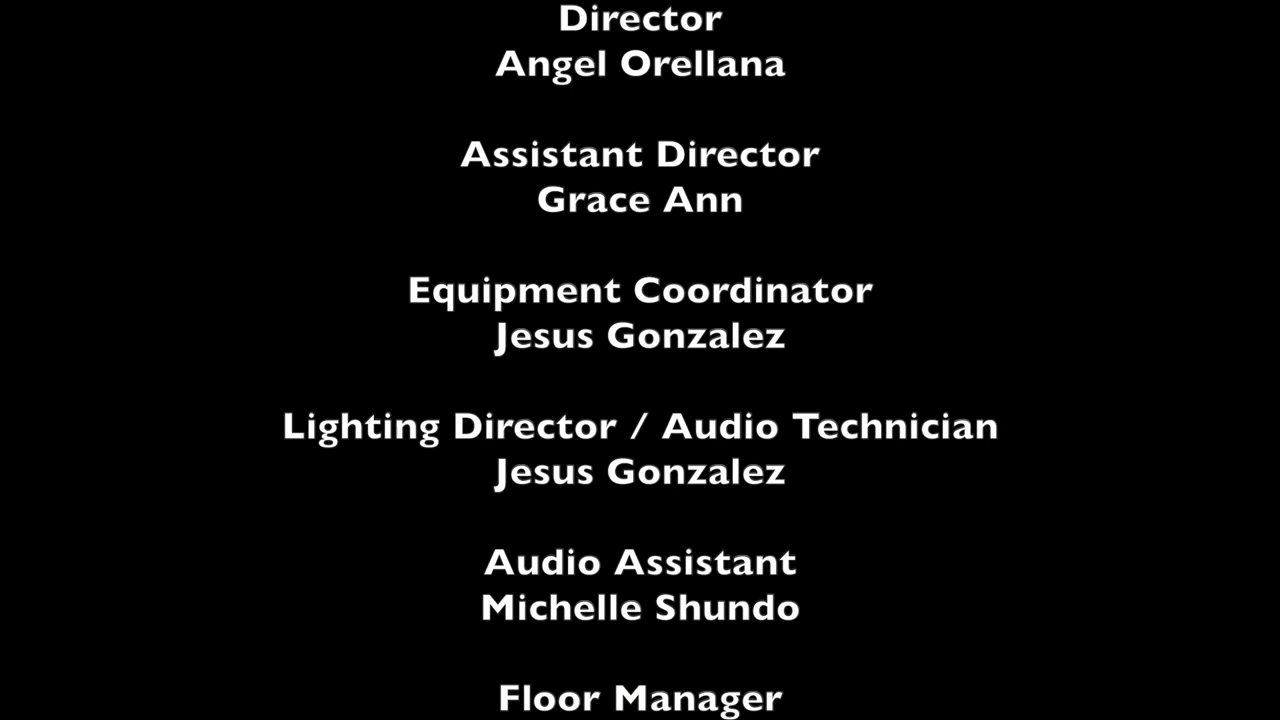 Director
Angel Orellana
Assistant Director
Grace Ann
Equipment Coordinator
Jesus Gonzalez
Lighting Director / Audio Technician
Jesus Gonzalez
Audio Assistant
Michelle Shundo
Floor Manager